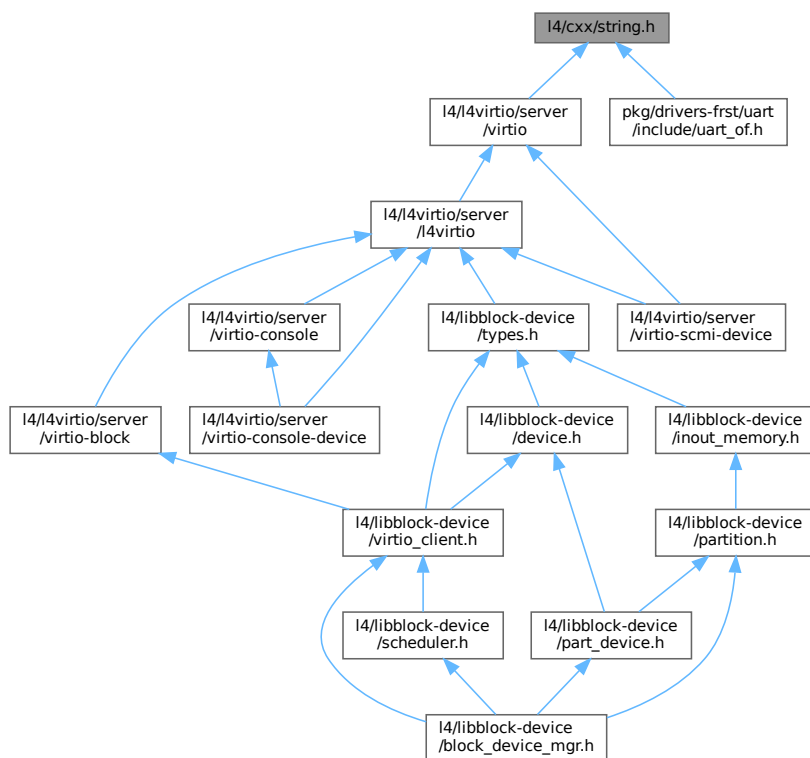 l4/cxx/string.h
l4/l4virtio/server
/virtio
pkg/drivers-frst/uart
/include/uart_of.h
l4/l4virtio/server
/l4virtio
l4/l4virtio/server
/virtio-console
l4/libblock-device
/types.h
l4/l4virtio/server
/virtio-scmi-device
l4/l4virtio/server
/virtio-block
l4/l4virtio/server
/virtio-console-device
l4/libblock-device
/device.h
l4/libblock-device
/inout_memory.h
l4/libblock-device
/virtio_client.h
l4/libblock-device
/partition.h
l4/libblock-device
/scheduler.h
l4/libblock-device
/part_device.h
l4/libblock-device
/block_device_mgr.h